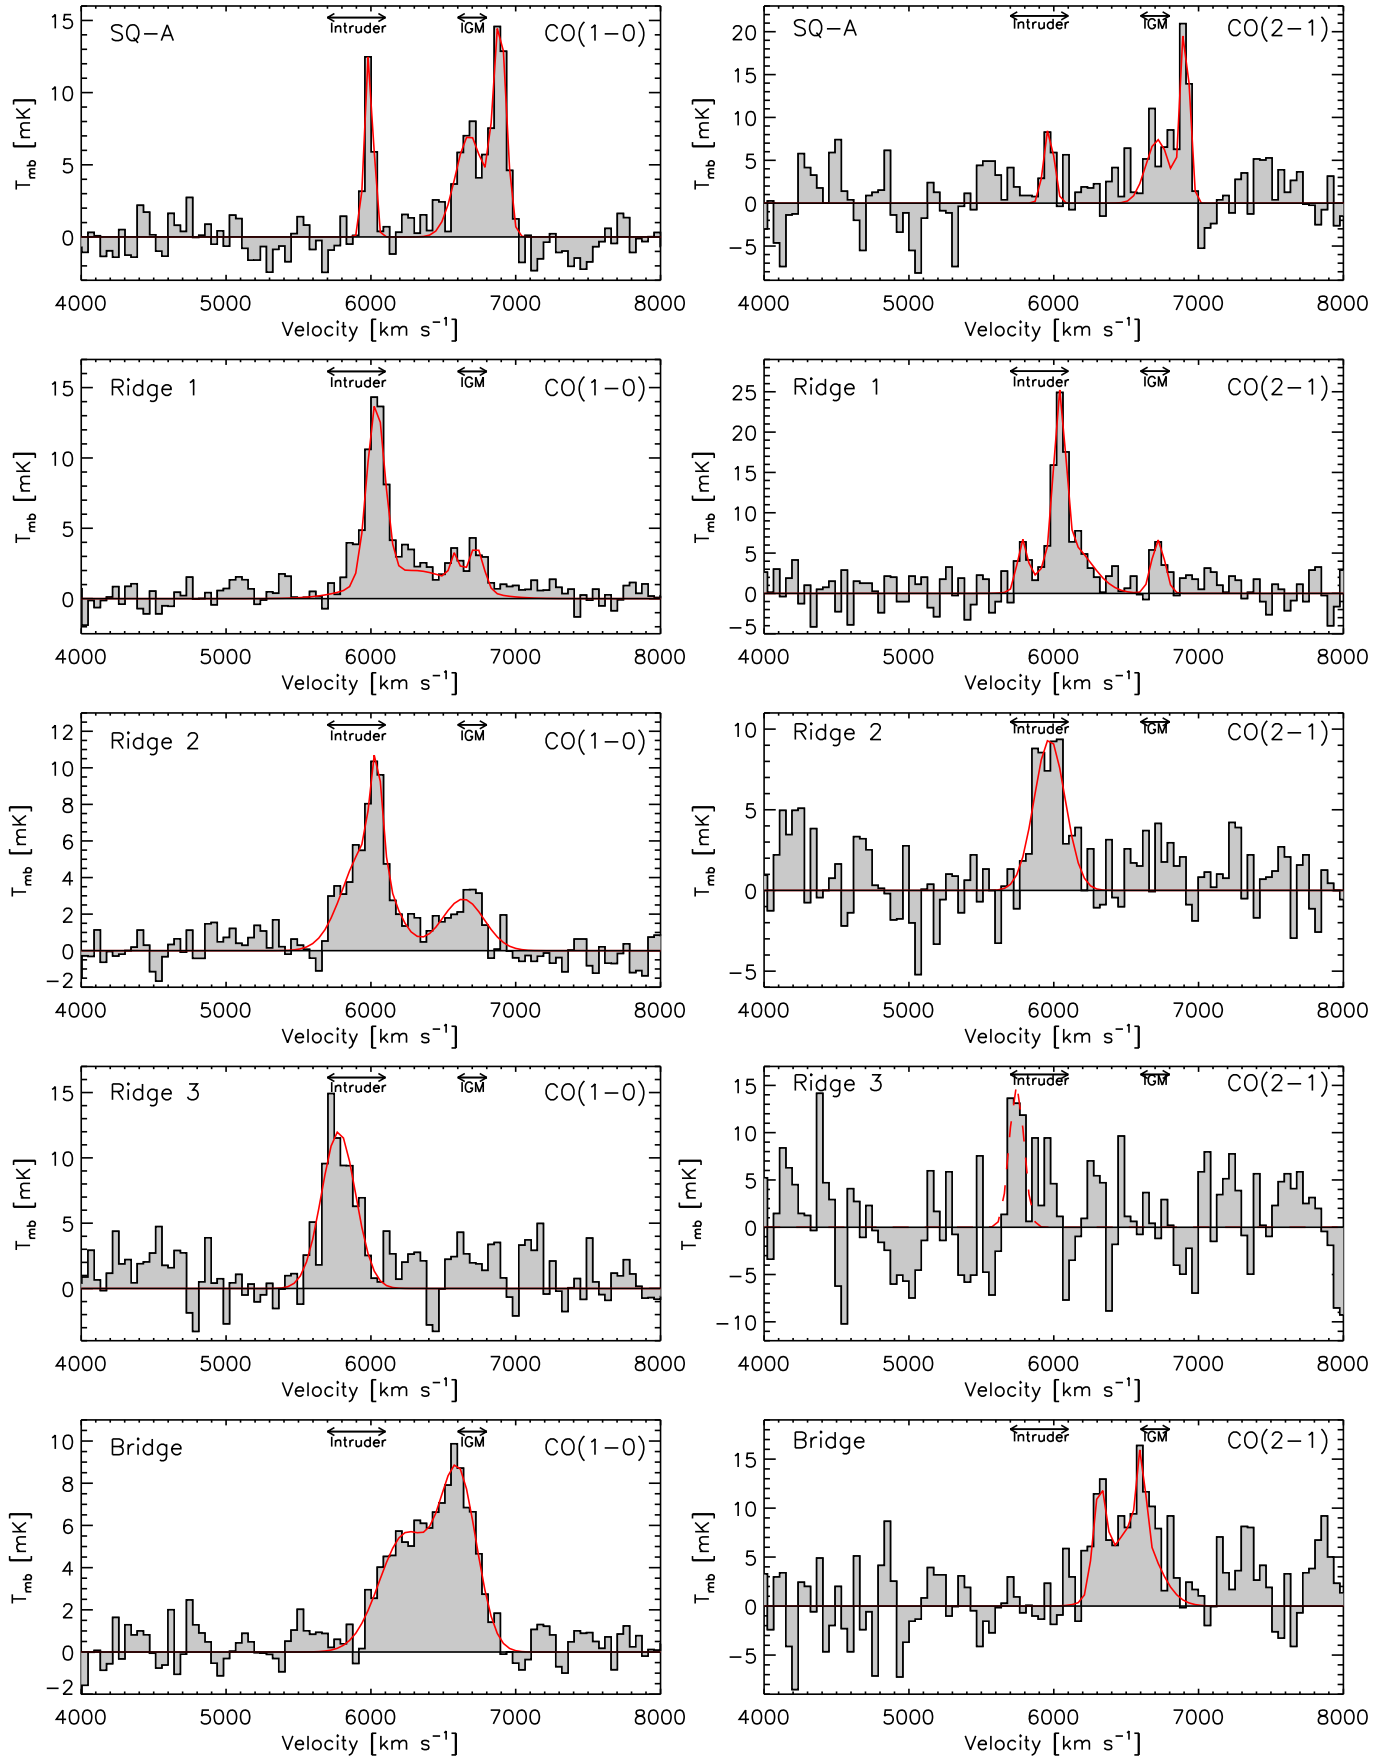 SQ-A
Intruder
IGM
CO(1-0)
15
10
5
0
T_mb [mK]
4000 5000 6000 7000 8000
Velocity [km s⁻¹]
SQ-A
Intruder
IGM
CO(2-1)
20
15
10
5
0
-5
T_mb [mK]
4000 5000 6000 7000 8000
Velocity [km s⁻¹]
Ridge 1
Intruder
IGM
CO(1-0)
15
10
5
0
T_mb [mK]
4000 5000 6000 7000 8000
Velocity [km s⁻¹]
Ridge 1
Intruder
IGM
CO(2-1)
25
20
15
10
5
0
-5
T_mb [mK]
4000 5000 6000 7000 8000
Velocity [km s⁻¹]
Ridge 2
Intruder
IGM
CO(1-0)
12
10
8
6
4
2
0
-2
T_mb [mK]
4000 5000 6000 7000 8000
Velocity [km s⁻¹]
Ridge 2
Intruder
IGM
CO(2-1)
10
5
0
-5
T_mb [mK]
4000 5000 6000 7000 8000
Velocity [km s⁻¹]
Ridge 3
Intruder
IGM
CO(1-0)
15
10
5
0
T_mb [mK]
4000 5000 6000 7000 8000
Velocity [km s⁻¹]
Ridge 3
Intruder
IGM
CO(2-1)
15
10
5
0
-5
-10
T_mb [mK]
4000 5000 6000 7000 8000
Velocity [km s⁻¹]
Bridge
Intruder
IGM
CO(1-0)
10
8
6
4
2
0
-2
T_mb [mK]
4000 5000 6000 7000 8000
Velocity [km s⁻¹]
Bridge
Intruder
IGM
CO(2-1)
15
10
5
0
-5
T_mb [mK]
4000 5000 6000 7000 8000
Velocity [km s⁻¹]